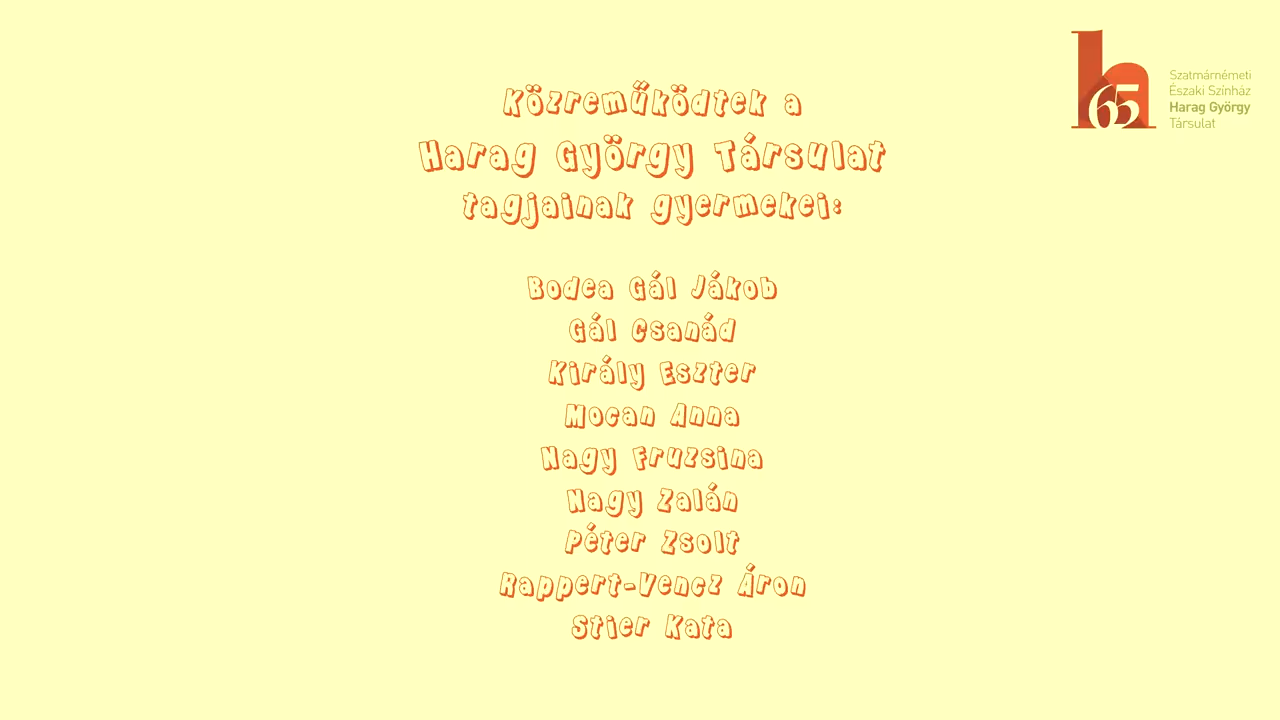 Közreműködtek a
Harag György Társulat
tagjainak gyermekei:
Bodea Gál Jákob
Gál Csanád
Király Eszter
Mocan Anna
Nagy Fruzsina
Nagy Zalán
Péter Zsolt
Rappert-Vencz Áron
Stier Kata
h
65
Szatmárnémeti
Északi Színház
Harag György
Társulat